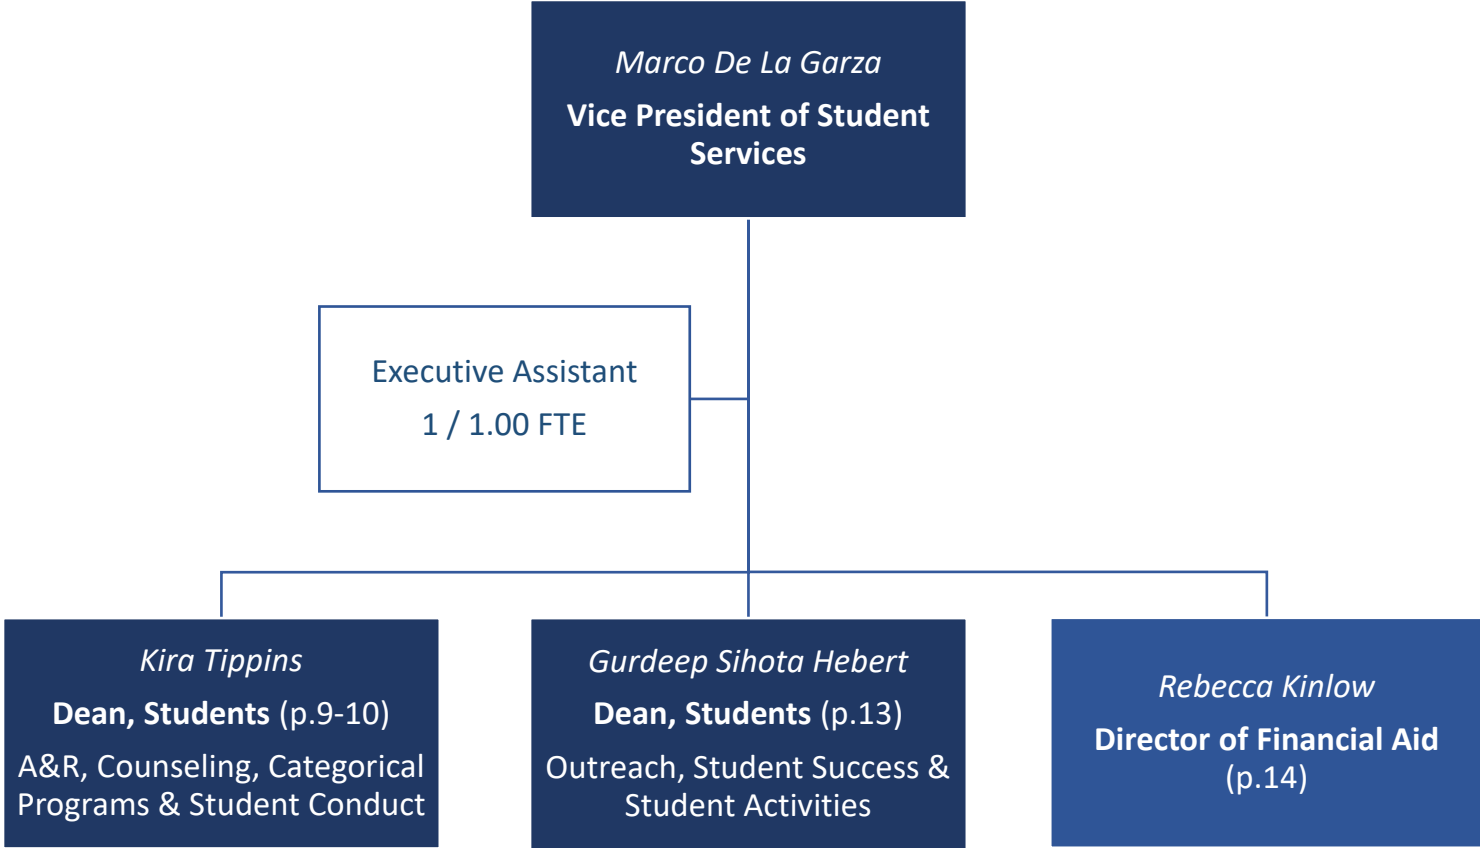 Marco De La Garza
Vice President of Student
Services
Executive Assistant
1 / 1.00 FTE
Kira Tippins
Dean, Students (p.9-10)
A&R, Counseling, Categorical
Programs & Student Conduct
Gurdeep Sihota Hebert
Dean, Students (p.13)
Outreach, Student Success &
Student Activities
Rebecca Kinlow
Director of Financial Aid
(p.14)